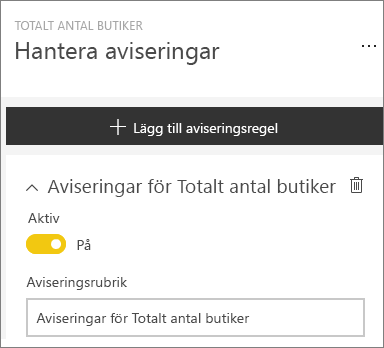 TOTALT ANTAL BUTIKER
Hantera aviseringar
Lägg till aviseringsregel
Aviseringar för Totalt antal butiker
Aktiv
På
Aviseringsrubrik
Aviseringar för Totalt antal butiker